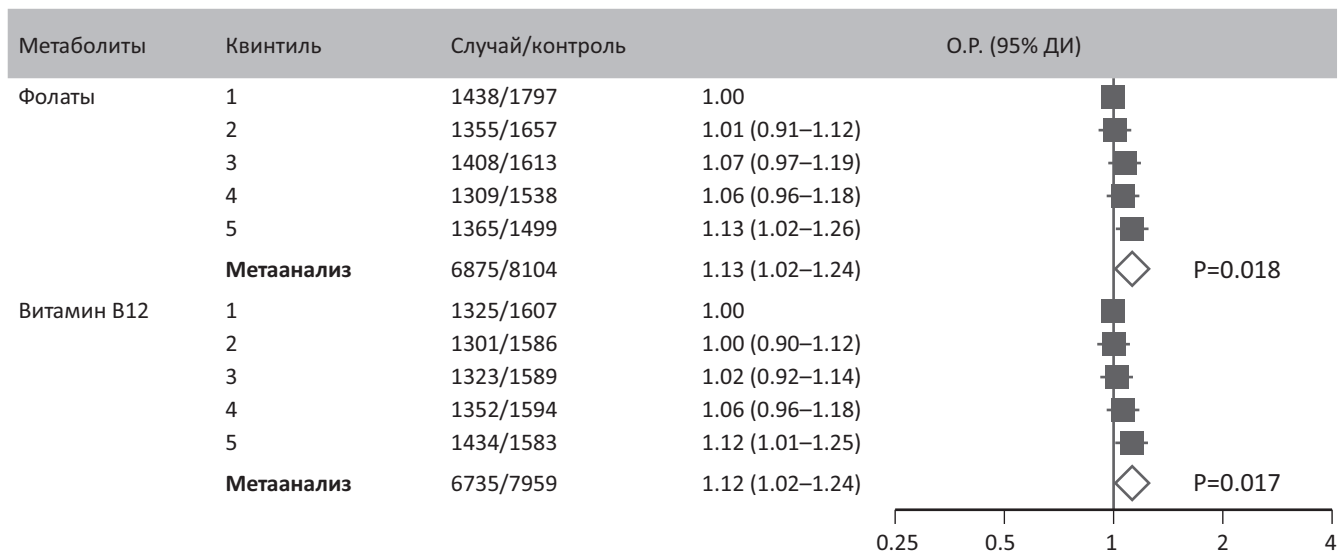 Метаболиты Квинтиль Случай/контроль О.Р. (95% ДИ)
Фолаты 1 1438/1797 1.00
2 1355/1657 1.01 (0.91–1.12)
3 1408/1613 1.07 (0.97–1.19)
4 1309/1538 1.06 (0.96–1.18)
5 1365/1499 1.13 (1.02–1.26)
Метаанализ 6875/8104 1.13 (1.02–1.24) P=0.018
Витамин В12 1 1325/1607 1.00
2 1301/1586 1.00 (0.90–1.12)
3 1323/1589 1.02 (0.92–1.14)
4 1352/1594 1.06 (0.96–1.18)
5 1434/1583 1.12 (1.01–1.25)
Метаанализ 6735/7959 1.12 (1.02–1.24) P=0.017
0.25 0.5 1 2 4